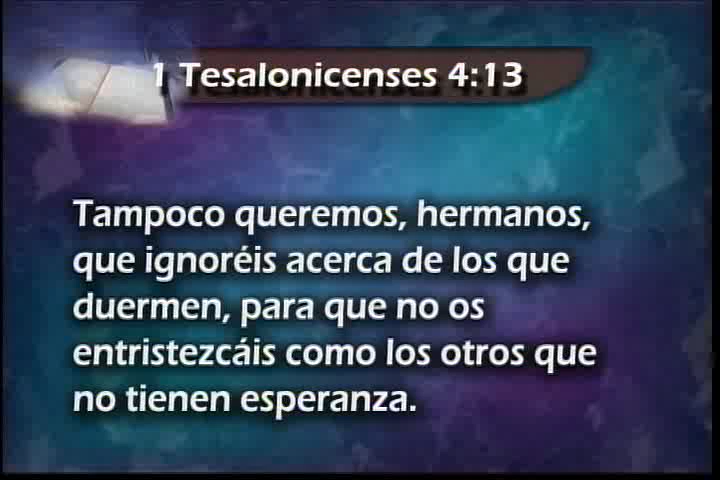 1 Tesalonicenses 4:13
Tampoco queremos, hermanos,
que ignoréis acerca de los que
duermen, para que no os
entristezcáis como los otros que
no tienen esperanza.